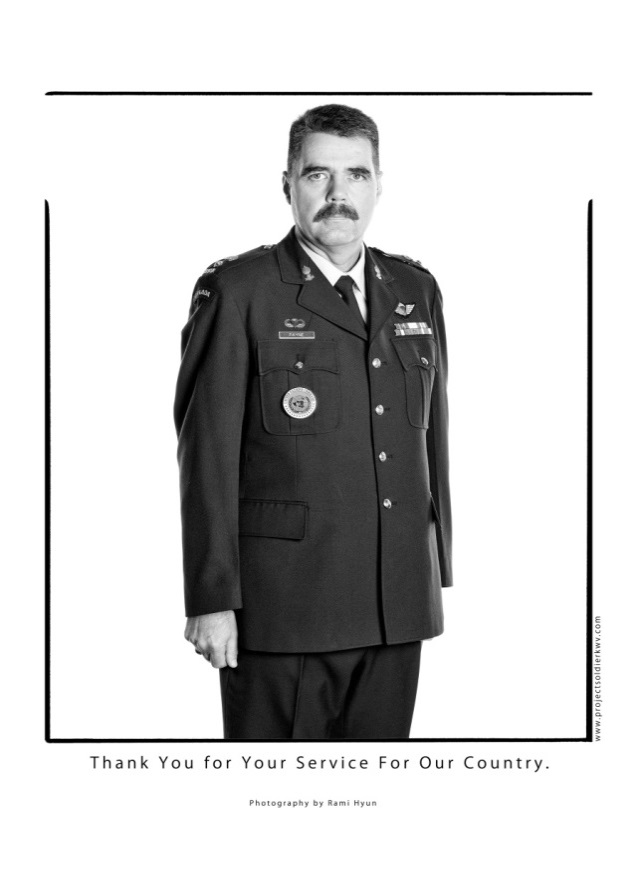 Thank You for Your Service For Our Country.
Photography by Rami Hyun
www.projectsoldierkwv.com